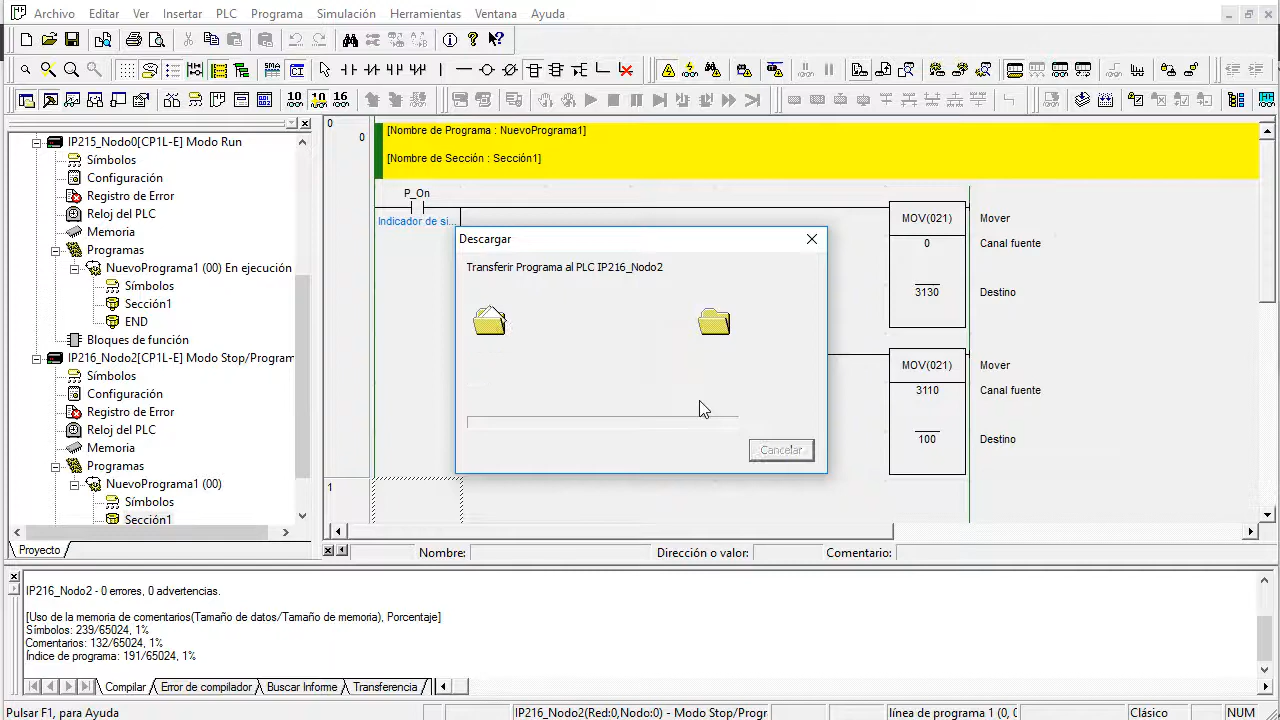 Archivo Editar Ver Insertar PLC Programa Simulación Herramientas Ventana Ayuda
10 10 16
IP215_Nodo0[CP1L-E] Modo Run
Símbolos
Configuración
Registro de Error
Reloj del PLC
Memoria
Programas
NuevoPrograma1 (00) En ejecución
Símbolos
Sección1
END
Bloques de función
IP216_Nodo2[CP1L-E] Modo Stop/Program
Símbolos
Configuración
Registro de Error
Reloj del PLC
Memoria
Programas
NuevoPrograma1 (00)
Símbolos
Sección1
Proyecto
0
0
[Nombre de Programa : NuevoPrograma1]
[Nombre de Sección : Sección1]
P_On
Indicador de si...
MOV(021) Mover
0 Canal fuente
3130 Destino
MOV(021) Mover
3110 Canal fuente
100 Destino
1
Descargar
Transferir Programa al PLC IP216_Nodo2
Cancelar
Nombre: Dirección o valor: Comentario:
IP216_Nodo2 - 0 errores, 0 advertencias.
[Uso de la memoria de comentarios(Tamaño de datos/Tamaño de memoria), Porcentaje]
Símbolos: 239/65024, 1%
Comentarios: 132/65024, 1%
Índice de programa: 191/65024, 1%
Compilar Error de compilador Buscar Informe Transferencia
Pulsar F1, para Ayuda IP216_Nodo2(Red:0,Nodo:0) - Modo Stop/Progr línea de programa 1 (0, 0 Clásico NUM